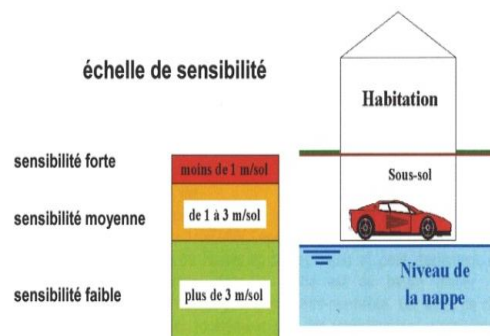 échelle de sensibilité
Habitation
sensibilité forte
moins de 1 m/sol
Sous-sol
sensibilité moyenne
de 1 à 3 m/sol
Niveau de
la nappe
sensibilité faible
plus de 3 m/sol